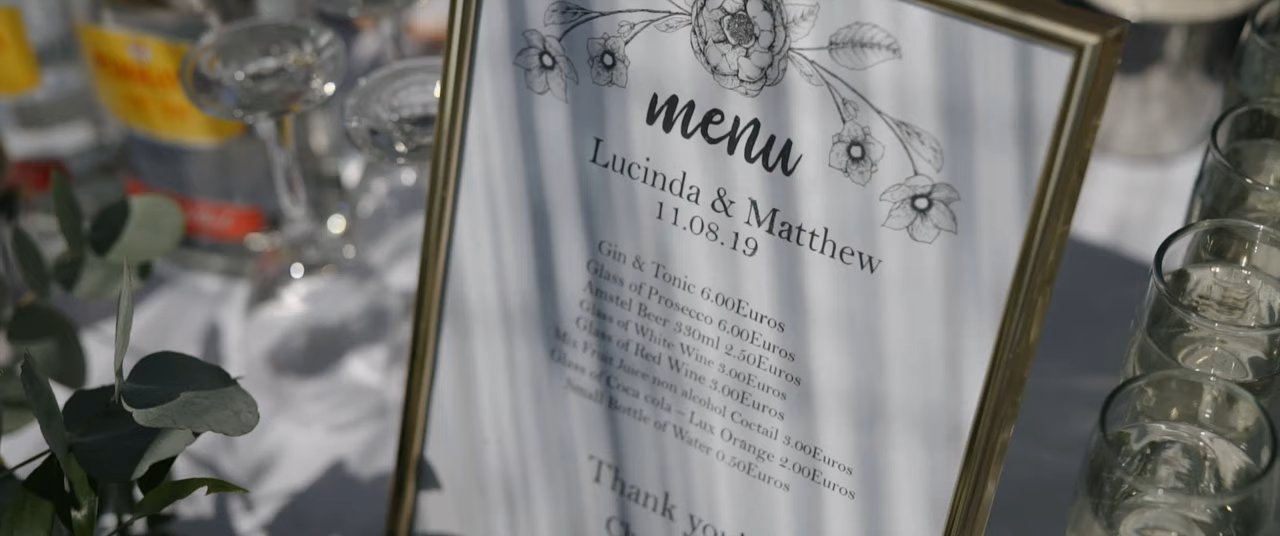 menu
Lucinda & Matthew
11.08.19
Gin & Tonic 6.00Euros
Glass of Prosecco 6.00Euros
Amstel Beer 330ml 2.50Euros
Glass of White Wine 3.00Euros
Glass of Red Wine 3.00Euros
Mix Fruit Juice non alcohol Coctail 3.00Euros
Glass of Coca cola – Lux Orange 2.00Euros
Small Bottle of Water 0.50Euros
Thank you